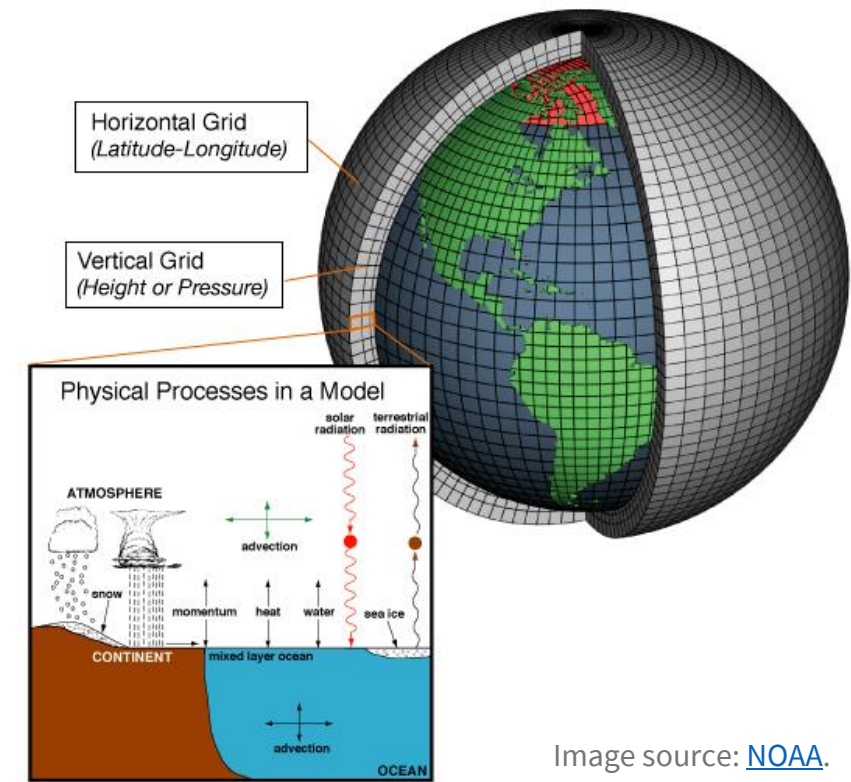 Horizontal Grid
(Latitude-Longitude)
Vertical Grid
(Height or Pressure)
Physical Processes in a Model
solar
radiation
terrestrial
radiation
ATMOSPHERE
advection
snow
momentum
heat
water
sea ice
CONTINENT
mixed layer ocean
advection
OCEAN
Image source: NOAA.